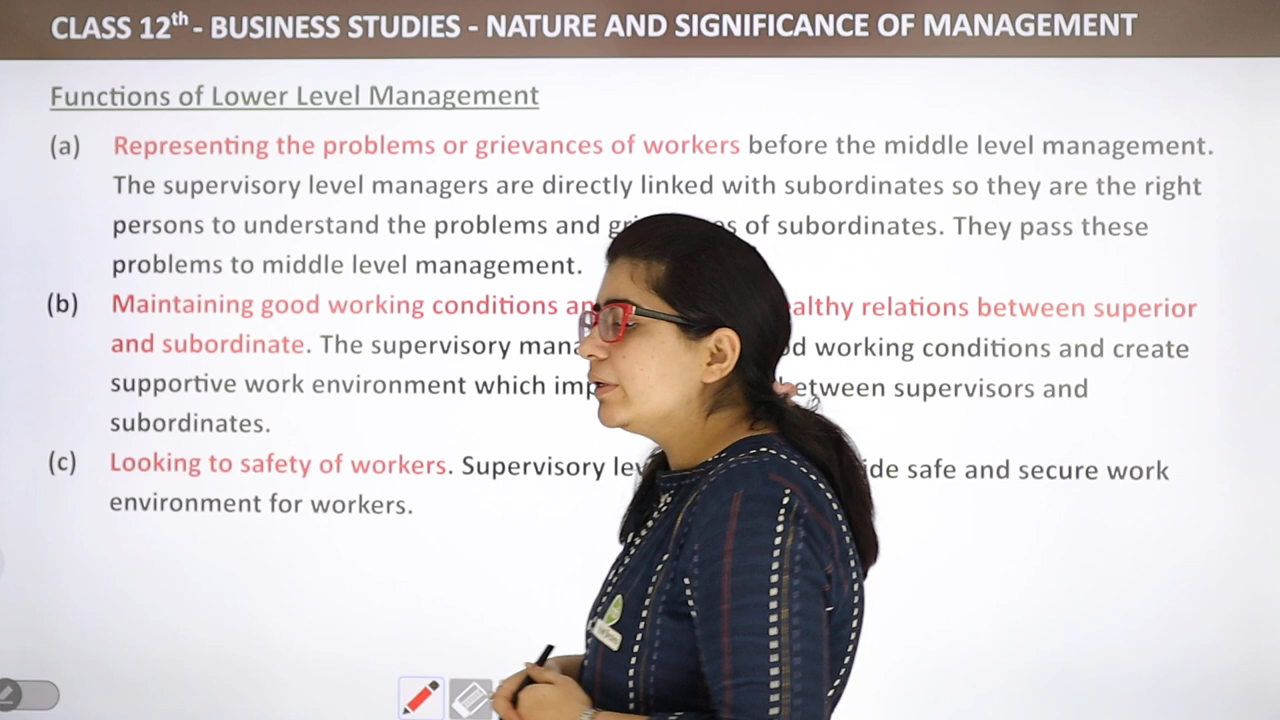 CLASS 12th - BUSINESS STUDIES - NATURE AND SIGNIFICANCE OF MANAGEMENT
Functions of Lower Level Management
(a) Representing the problems or grievances of workers before the middle level management.
The supervisory level managers are directly linked with subordinates so they are the right
persons to understand the problems and of subordinates. They pass these
problems to middle level management.
(b) Maintaining good working conditions relations between superior
and subordinate. The supervisory working conditions and create
supportive work environment which between supervisors and
subordinates.
(c) Looking to safety of workers. Supervisory safe and secure work
environment for workers.